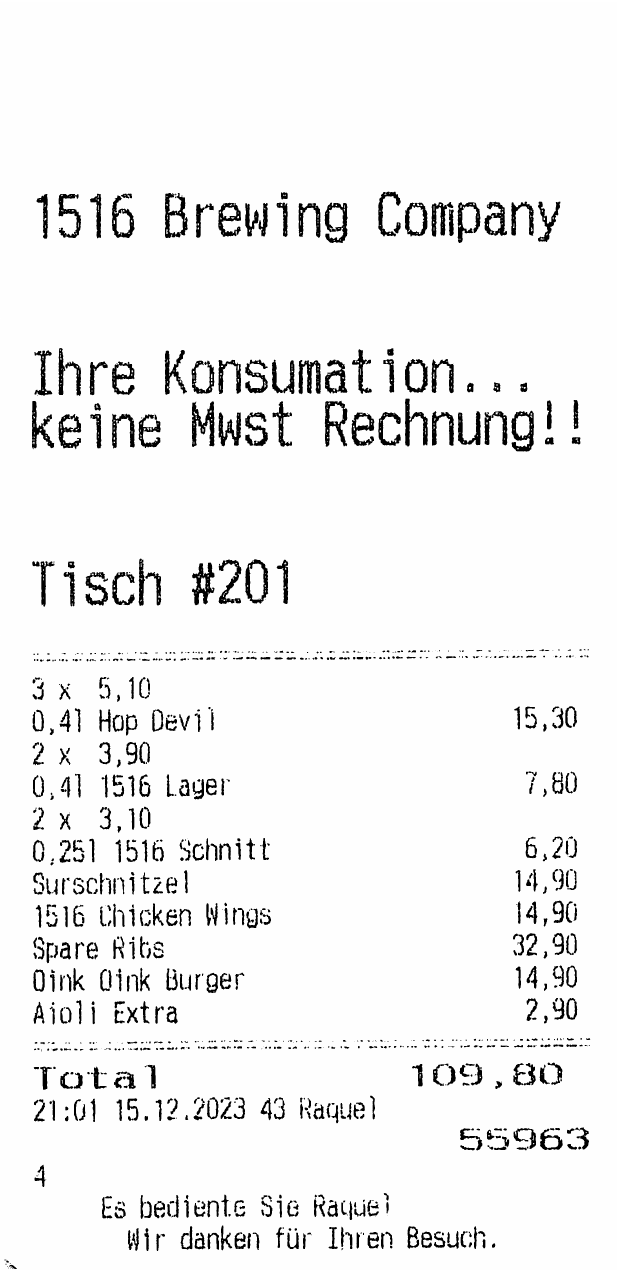 1516 Brewing Company
Ihre Konsumation...
keine Mwst Rechnung!!
Tisch #201
3 x 5,10
0,4l Hop Devil 15,30
2 x 3,90
0,4l 1516 Lager 7,80
2 x 3,10
0,25l 1516 Schnitt 6,20
Surschnitzel 14,90
1516 Chicken Wings 14,90
Spare Ribs 32,90
Oink Oink Burger 14,90
Aioli Extra 2,90
Total 109,80
21:01 15.12.2023 43 Raquel
55963
4
Es bediente Sie Raquel
Wir danken für Ihren Besuch.